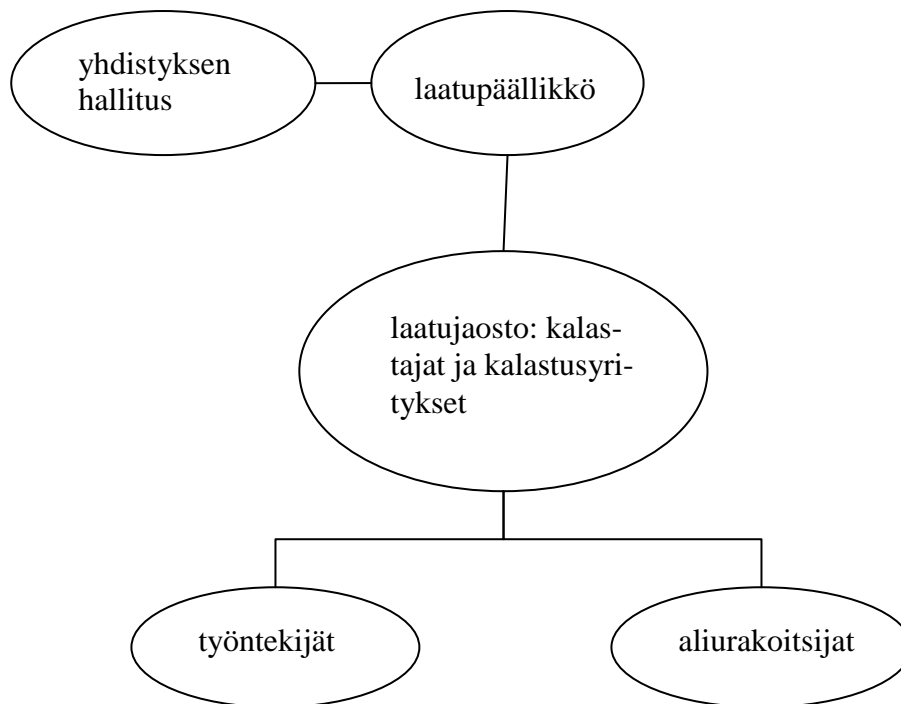 yhdistyksen
hallitus
laatupäällikkö
laatujaosto: kalas-
tajat ja kalastusyri-
tykset
työntekijät
aliurakoitsijat